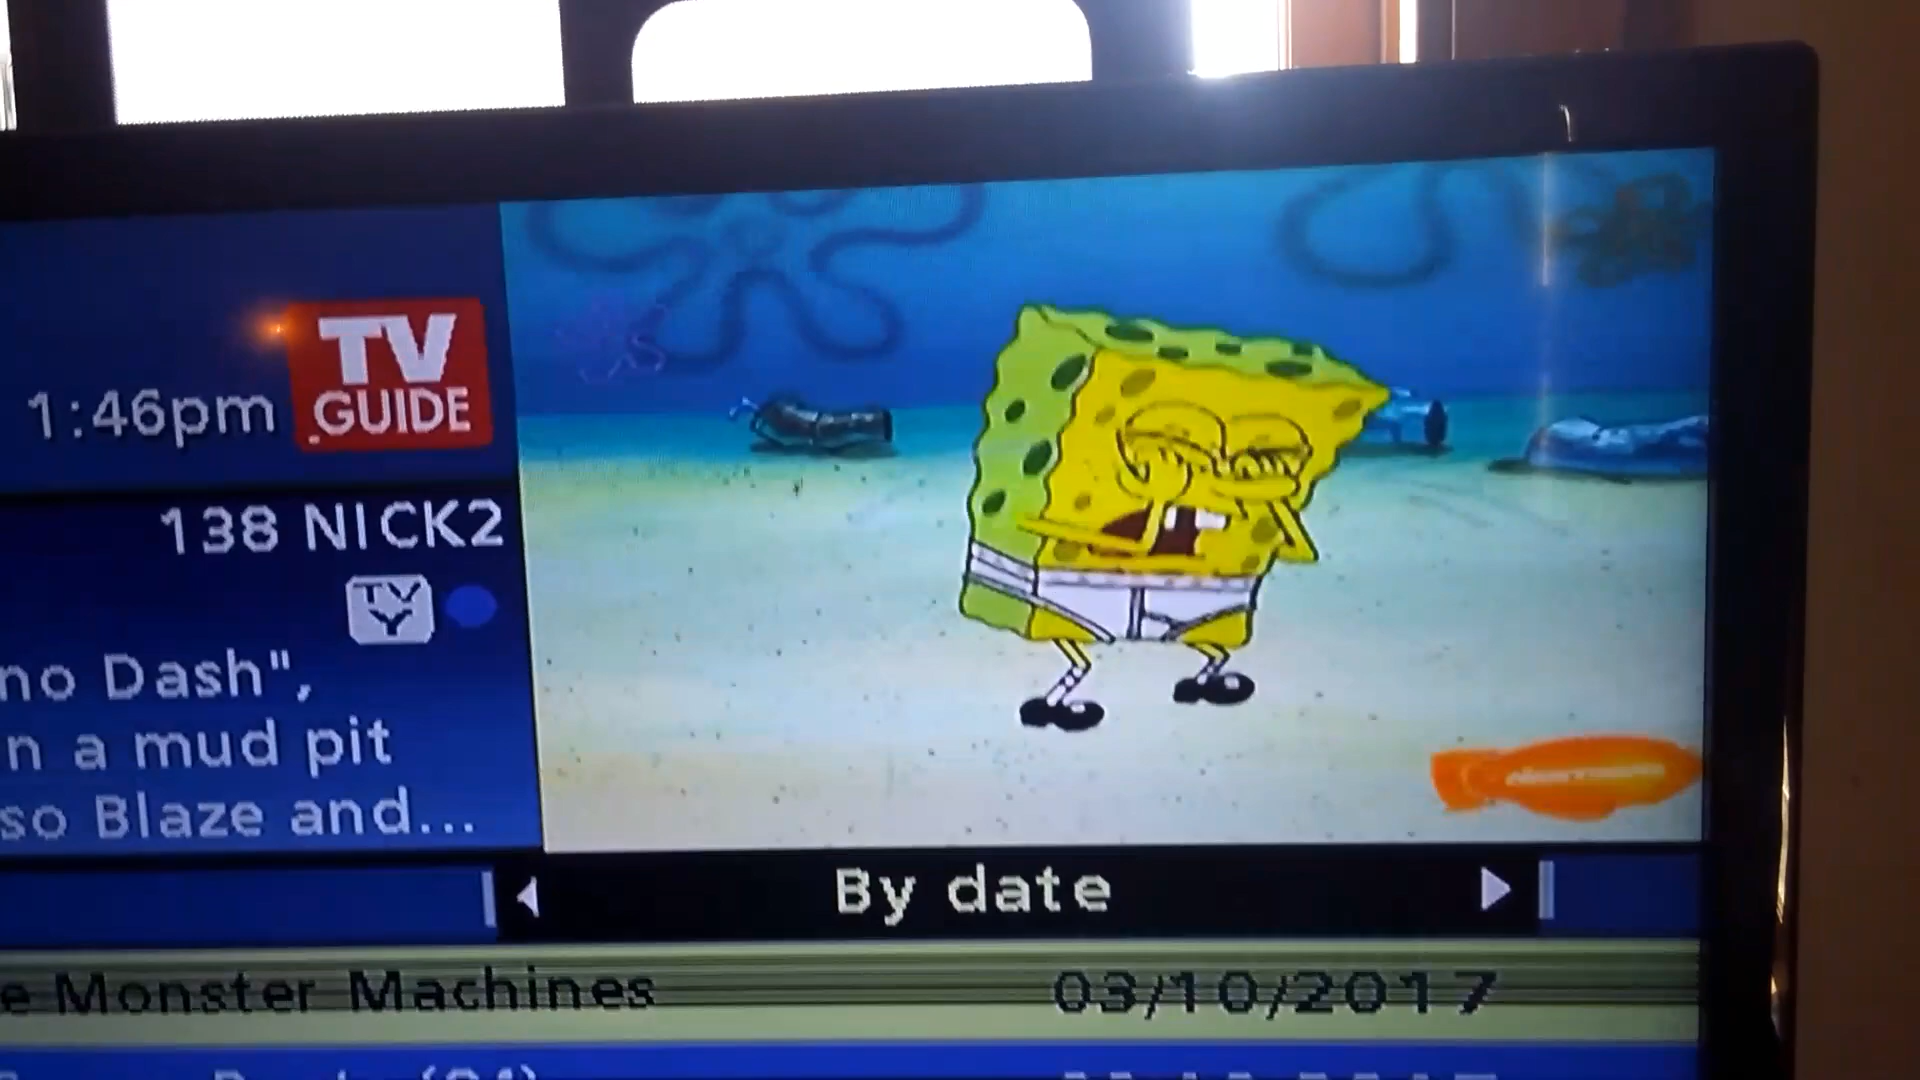 TV
GUIDE
1:46pm
138 NICK2
TV
Y
no Dash",
n a mud pit
so Blaze and...
By date
e Monster Machines 03/10/2017